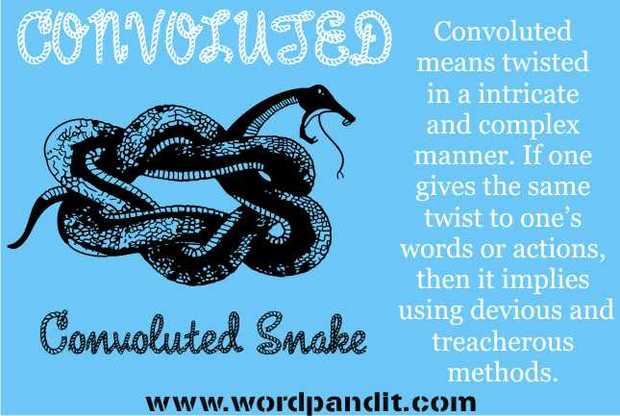 CONVOLUTED
Convoluted
means twisted
in a intricate
and complex
manner. If one
gives the same
twist to one's
words or actions,
then it implies
using devious and
treacherous
methods.
Convoluted Snake
www.wordpandit.com